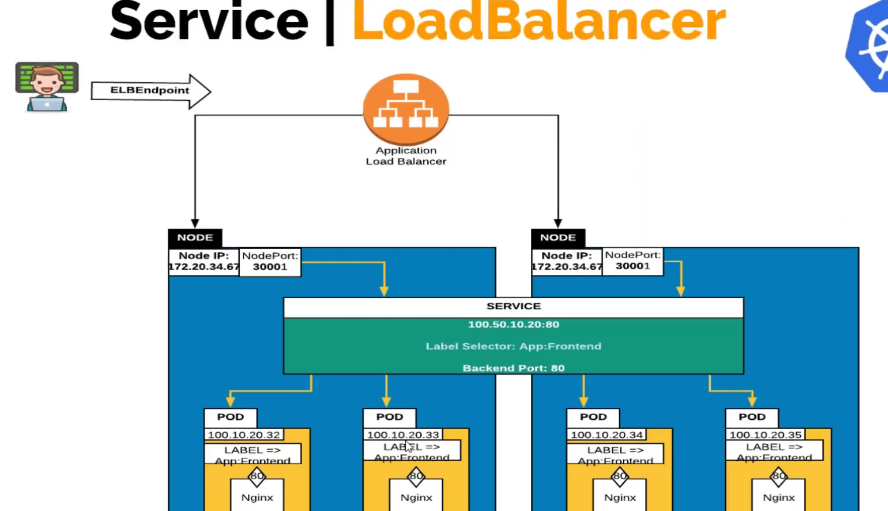 Service | LoadBalancer
ELBEndpoint
Application
Load Balancer
NODE
Node IP:
172.20.34.67
NodePort:
30001
NODE
Node IP:
172.20.34.67
NodePort:
30001
SERVICE
100.50.10.20:80
Label Selector: App:Frontend
Backend Port: 80
POD
100.10.20.32
LABEL =>
App:Frontend
80
Nginx
POD
100.10.20.33
LABEL =>
App:Frontend
80
Nginx
POD
100.10.20.34
LABEL =>
App:Frontend
80
Nginx
POD
100.10.20.35
LABEL =>
App:Frontend
80
Nginx